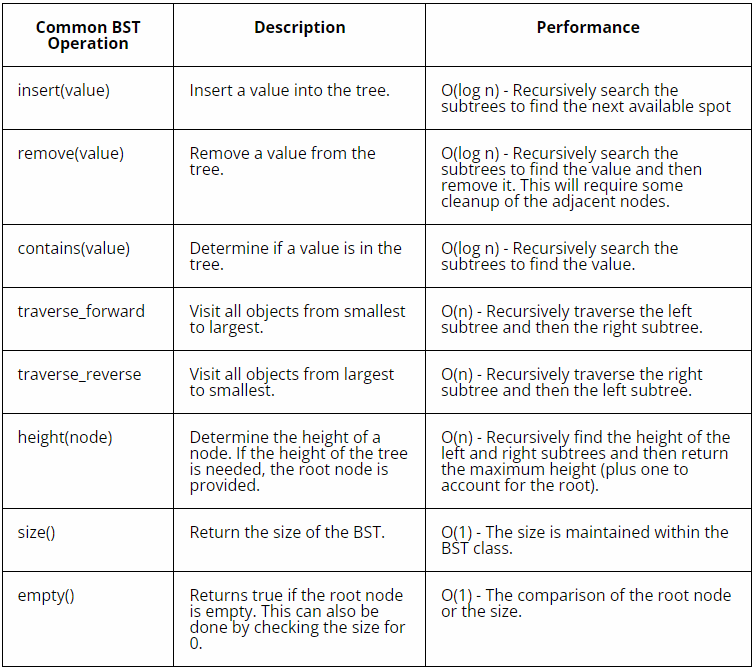 Common BST
Operation
Description
Performance
insert(value)
Insert a value into the tree.
O(log n) - Recursively search the
subtrees to find the next available spot
remove(value)
Remove a value from the
tree.
O(log n) - Recursively search the
subtrees to find the value and then
remove it. This will require some
cleanup of the adjacent nodes.
contains(value)
Determine if a value is in the
tree.
O(log n) - Recursively search the
subtrees to find the value.
traverse_forward
Visit all objects from smallest
to largest.
O(n) - Recursively traverse the left
subtree and then the right subtree.
traverse_reverse
Visit all objects from largest
to smallest.
O(n) - Recursively traverse the right
subtree and then the left subtree.
height(node)
Determine the height of a
node. If the height of the tree
is needed, the root node is
provided.
O(n) - Recursively find the height of the
left and right subtrees and then return
the maximum height (plus one to
account for the root).
size()
Return the size of the BST.
O(1) - The size is maintained within the
BST class.
empty()
Returns true if the root node
is empty. This can also be
done by checking the size for
0.
O(1) - The comparison of the root node
or the size.